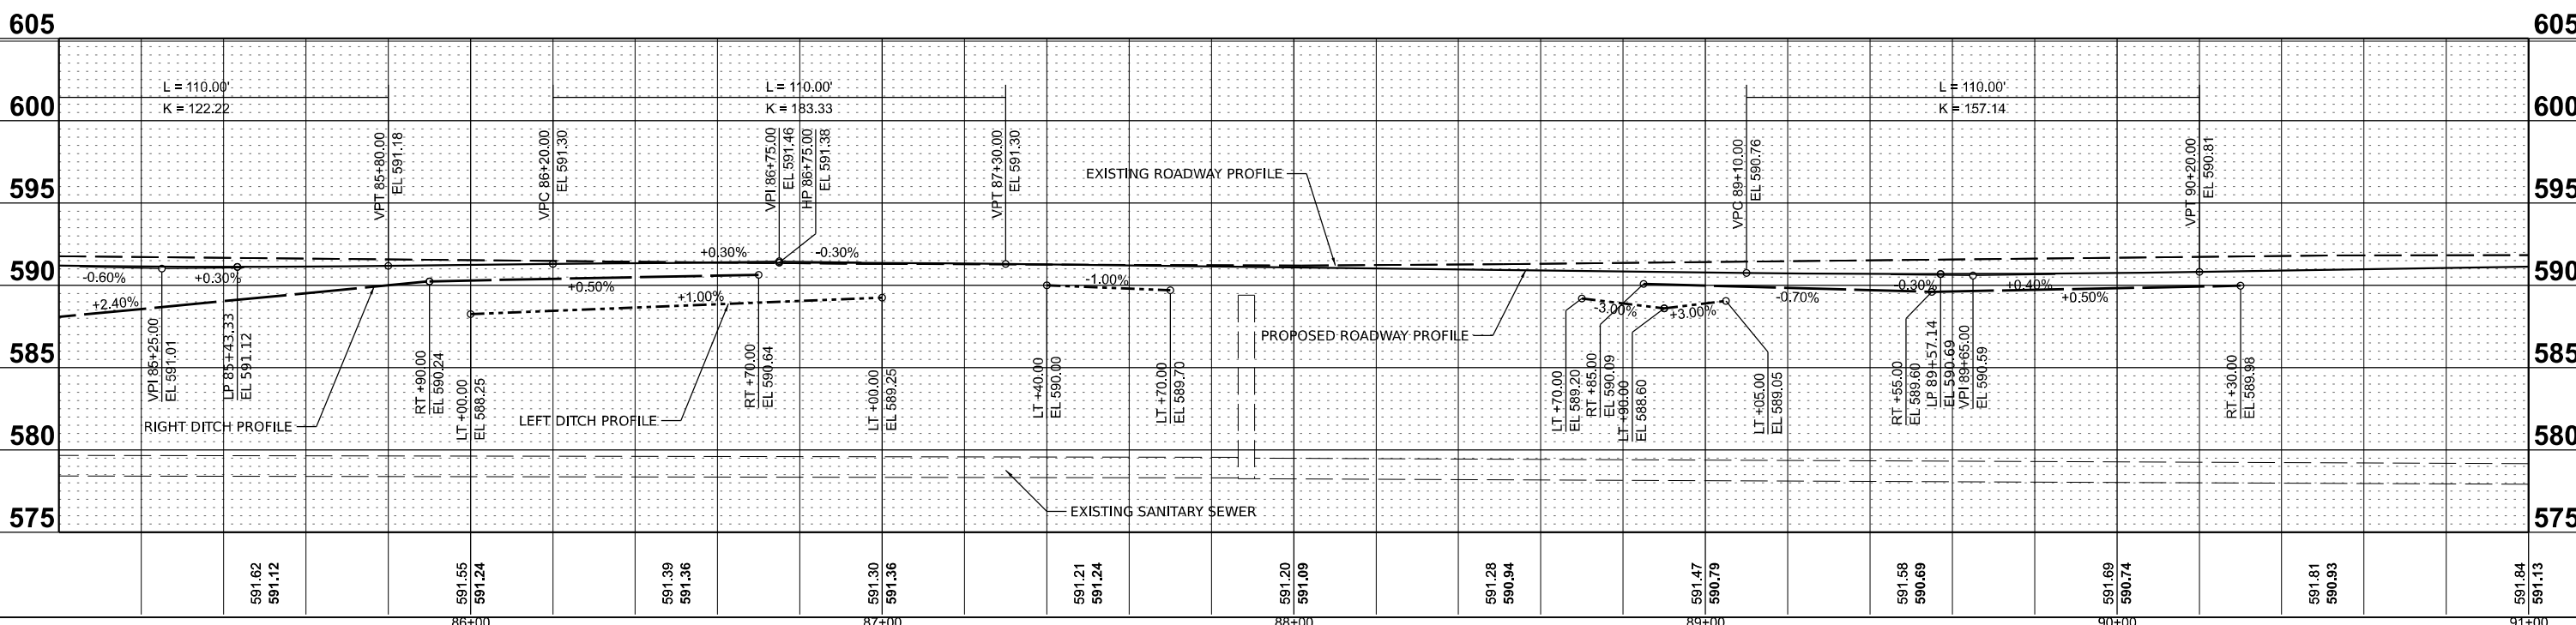 605
605
600
600
595
595
590
590
585
585
580
580
575
575
L = 110.00'
K = 122.22
L = 110.00'
K = 183.33
L = 110.00'
K = 157.14
VPT 85+80.00
EL 591.18
VPC 86+20.00
EL 591.30
VPI 86+75.00
EL 591.46
HP 86+75.00
EL 591.38
VPT 87+30.00
EL 591.30
EXISTING ROADWAY PROFILE
VPC 89+10.00
EL 590.76
VPT 90+20.00
EL 590.81
-0.60%
+0.30%
+0.30%
-0.30%
+2.40%
+0.50%
+1.00%
-1.00%
-3.00%
+3.00%
-0.70%
-0.30%
+0.40%
+0.50%
VPI 85+25.00
EL 591.01
LP 85+43.33
EL 591.12
RIGHT DITCH PROFILE
RT +90.00
EL 590.24
LT +00.00
EL 588.25
LEFT DITCH PROFILE
RT +70.00
EL 590.64
LT +00.00
EL 589.25
LT +40.00
EL 590.00
LT +70.00
EL 589.70
PROPOSED ROADWAY PROFILE
LT +70.00
EL 589.20
RT +85.00
EL 590.09
LT +90.00
EL 588.60
LT +05.00
EL 589.05
RT +55.00
EL 589.60
LP 89+57.14
EL 590.69
VPI 89+65.00
EL 590.59
RT +30.00
EL 589.98
EXISTING SANITARY SEWER
591.62
591.12
591.55
591.24
591.39
591.36
591.30
591.36
591.21
591.24
591.20
591.09
591.28
590.94
591.47
590.79
591.58
590.69
591.69
590.74
591.81
590.93
591.84
591.13
86+00
87+00
88+00
89+00
90+00
91+00